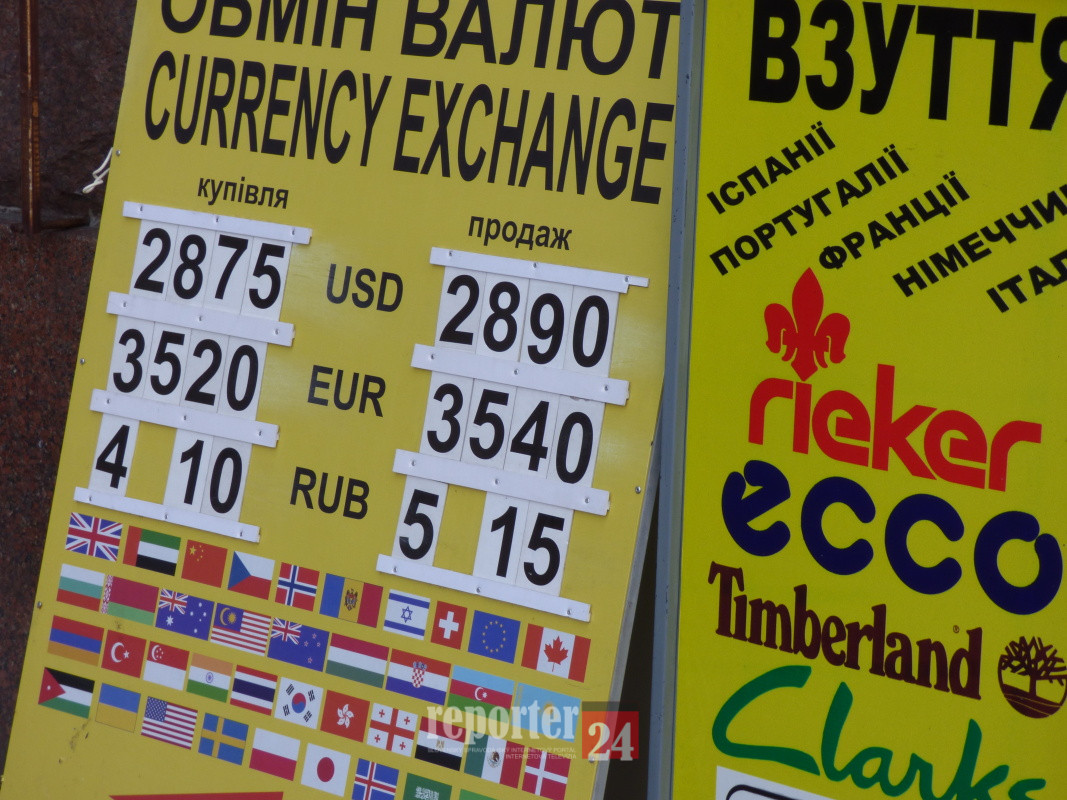 ОБМІН ВАЛЮТ
CURRENCY EXCHANGE
купівля
продаж
2875 USD 2890
3520 EUR 3540
4 10 RUB 5 15
ВЗУТТЯ
ІСПАНІЇ
ПОРТУГАЛІЇ
ФРАНЦІЇ
rieker
ecco
Timberland
Clarks
reporter 24